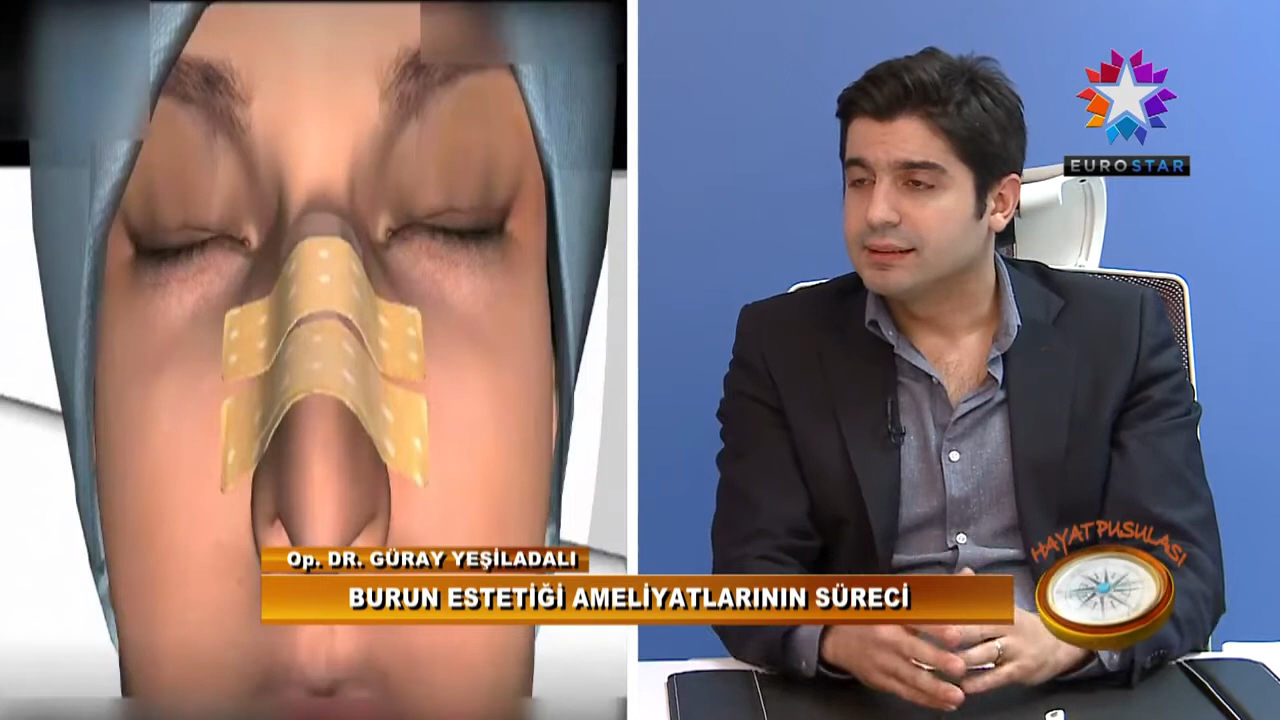 EUROSTAR
HAYAT PUSULASI
Op. DR. GÜRAY YEŞİLADALI
BURUN ESTETİĞİ AMELİYATLARININ SÜRECİ